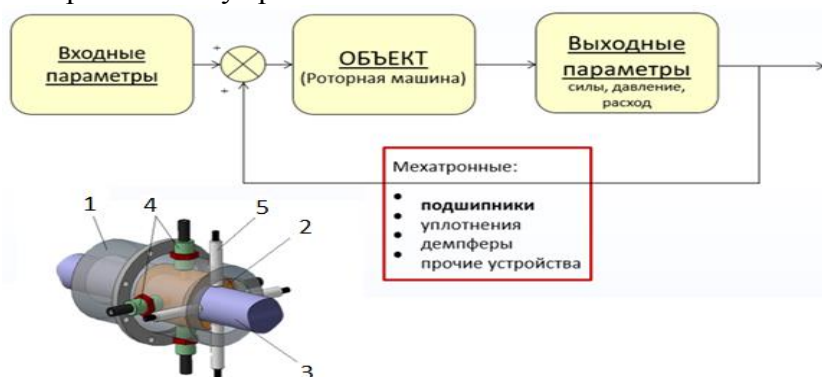 Входные
параметры
+
+
ОБЪЕКТ
(Роторная машина)
Выходные
параметры
силы, давление,
расход
Мехатронные:
• подшипники
• уплотнения
• демпферы
• прочие устройства
1
4
5
2
3